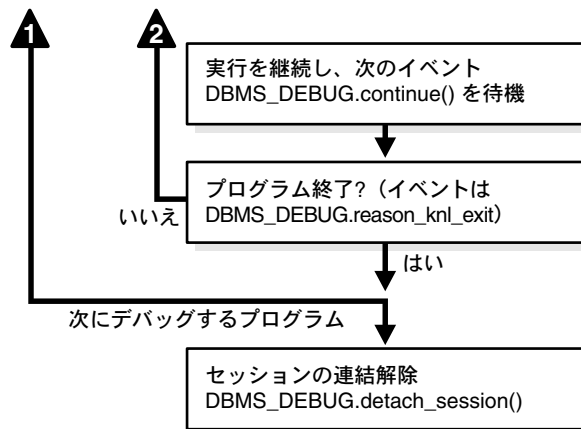 1
2
実行を継続し、次のイベント
DBMS_DEBUG.continue() を待機
プログラム終了?（イベントは
DBMS_DEBUG.reason_knl_exit）
いいえ
はい
次にデバッグするプログラム
セッションの連結解除
DBMS_DEBUG.detach_session()